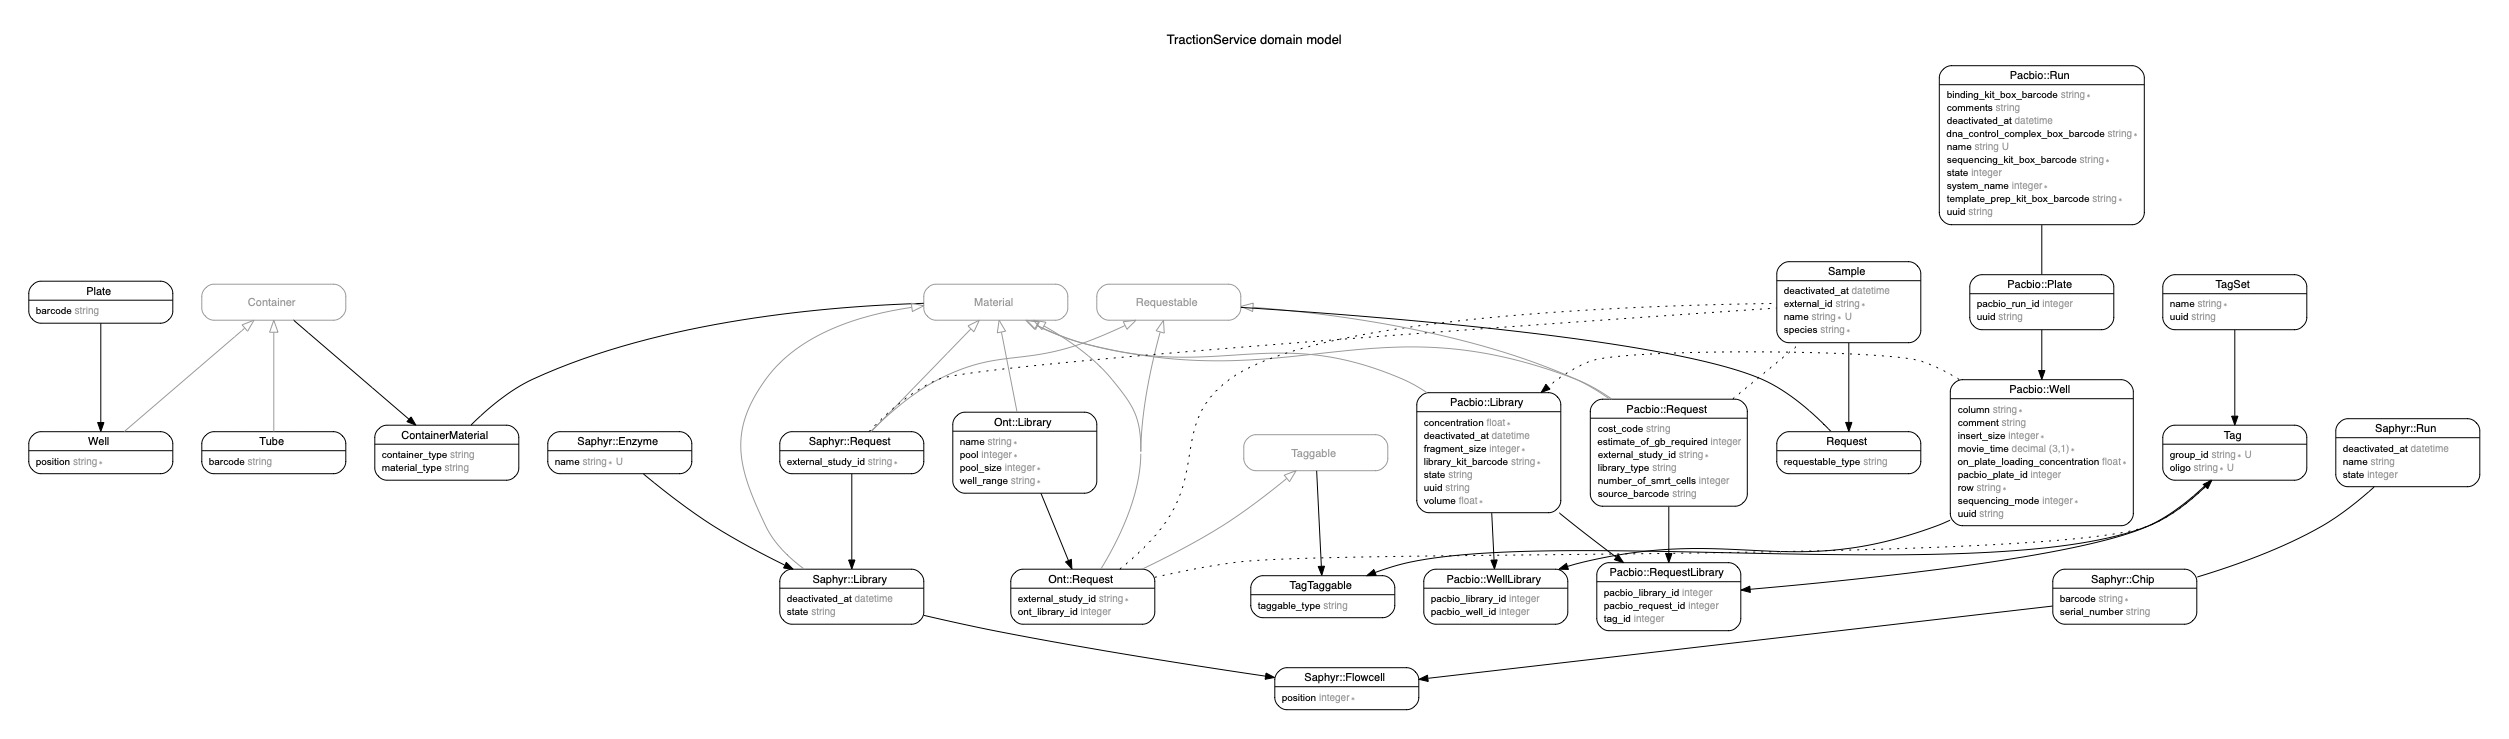 TractionService domain model
Pacbio::Run
binding_kit_box_barcode string *
comments string
deactivated_at datetime
dna_control_complex_box_barcode string *
name string U
sequencing_kit_box_barcode string *
state integer
system_name integer *
template_prep_kit_box_barcode string *
uuid string
Plate
barcode string
Container
Material
Requestable
Sample
deactivated_at datetime
external_id string *
name string * U
species string *
Pacbio::Plate
pacbio_run_id integer
uuid string
TagSet
name string *
uuid string
Well
position string *
Tube
barcode string
ContainerMaterial
container_type string
material_type string
Saphyr::Enzyme
name string * U
Saphyr::Request
external_study_id string *
Ont::Library
name string *
pool integer *
pool_size integer *
well_range string *
Taggable
Pacbio::Library
concentration float *
deactivated_at datetime
fragment_size integer *
library_kit_barcode string *
state string
uuid string
volume float *
Pacbio::Request
cost_code string
estimate_of_gb_required integer
external_study_id string *
library_type string
number_of_smrt_cells integer
source_barcode string
Request
requestable_type string
Pacbio::Well
column string *
comment string
insert_size integer *
movie_time decimal (3,1) *
on_plate_loading_concentration float *
pacbio_plate_id integer
row string *
sequencing_mode integer *
uuid string
Tag
group_id string * U
oligo string * U
Saphyr::Run
deactivated_at datetime
name string
state integer
Saphyr::Library
deactivated_at datetime
state string
Ont::Request
external_study_id string *
ont_library_id integer
TagTaggable
taggable_type string
Pacbio::WellLibrary
pacbio_library_id integer
pacbio_well_id integer
Pacbio::RequestLibrary
pacbio_library_id integer
pacbio_request_id integer
tag_id integer
Saphyr::Chip
barcode string *
serial_number string
Saphyr::Flowcell
position integer *